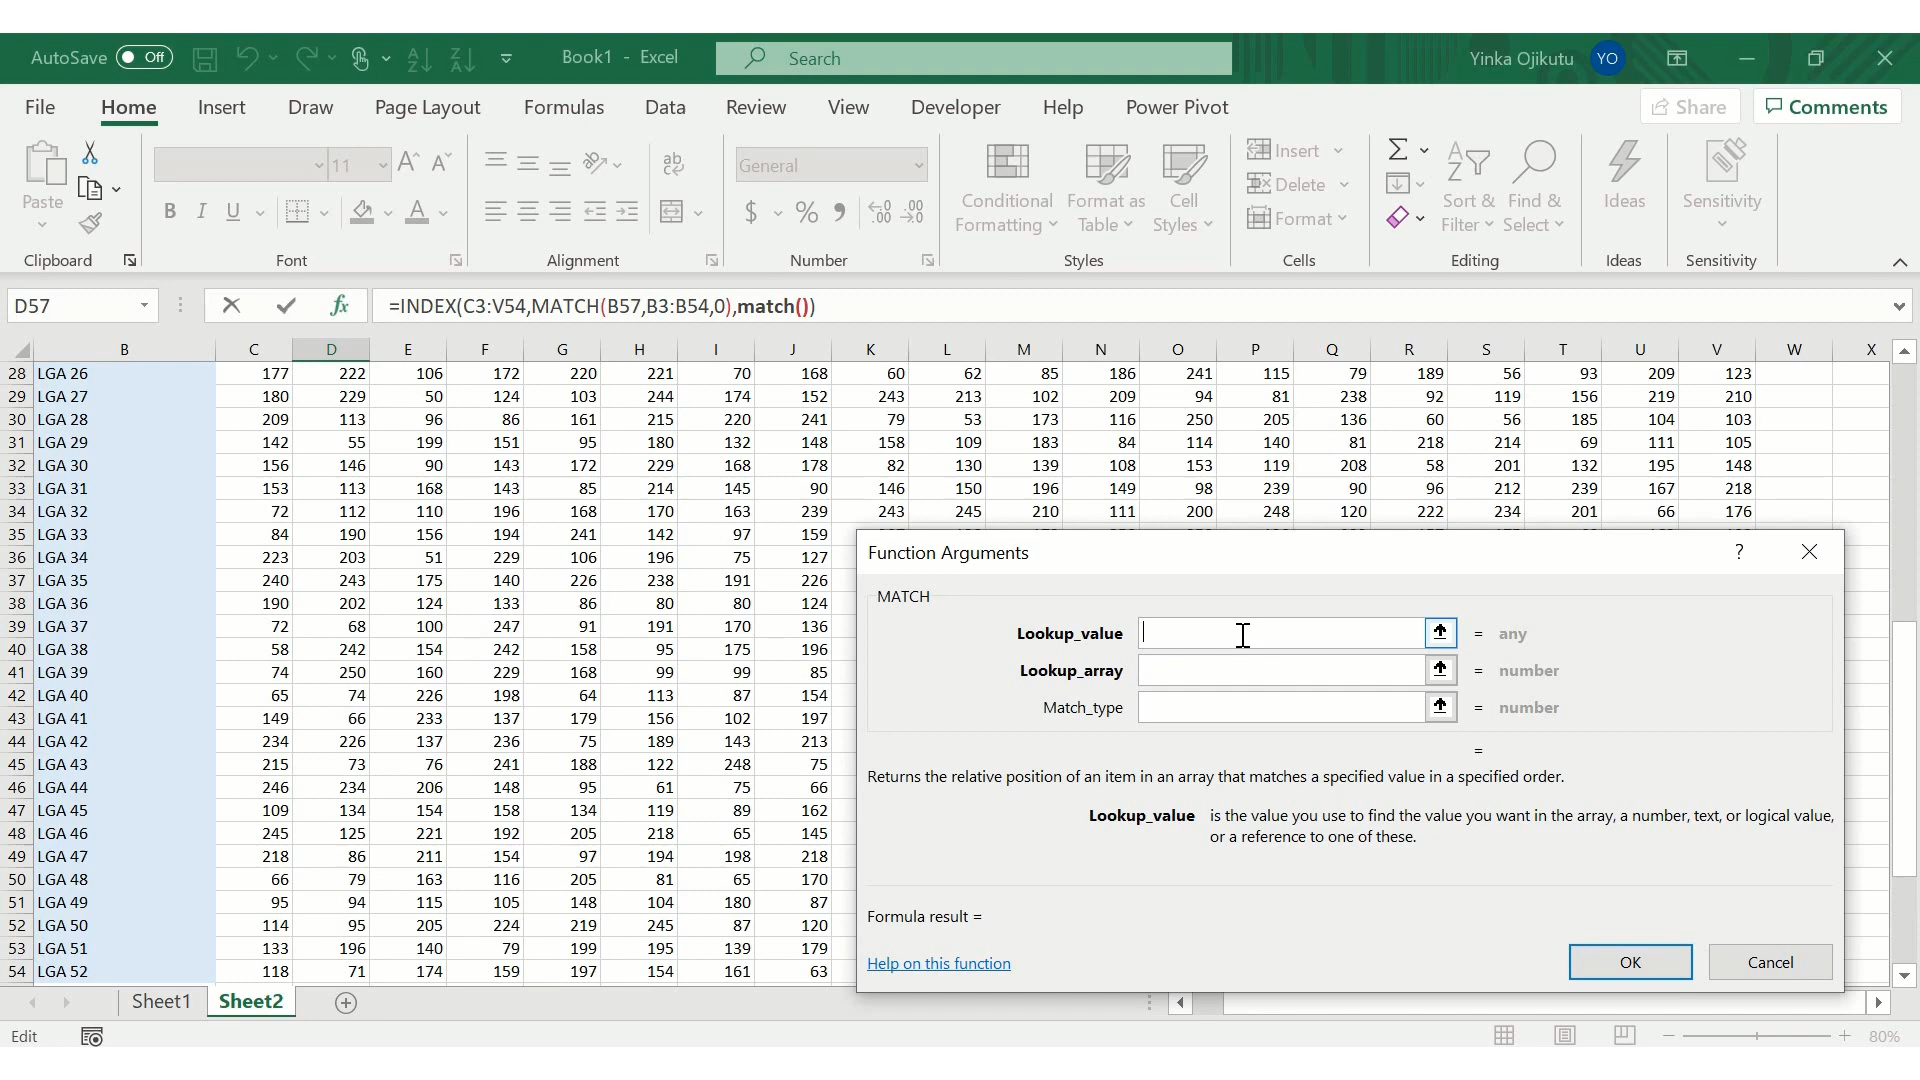 AutoSave Off Book1 - Excel Search Yinka Ojikutu YO
File Home Insert Draw Page Layout Formulas Data Review View Developer Help Power Pivot Share Comments
11 General Insert
Paste Delete
B I U $ % 9 Conditional Format as Cell Format Sort & Find & Ideas Sensitivity
Formatting Table Styles Filter Select
Clipboard Font Alignment Number Styles Cells Editing Ideas Sensitivity
D57 fx =INDEX(C3:V54,MATCH(B57,B3:B54,0),match())
B C D E F G H I J K L M N O P Q R S T U V W X
28 LGA 26 177 222 106 172 220 221 70 168 60 62 85 186 241 115 79 189 56 93 209 123
29 LGA 27 180 229 50 124 103 244 174 152 243 213 102 209 94 81 238 92 119 156 219 210
30 LGA 28 209 113 96 86 161 215 220 241 79 53 173 116 250 205 136 60 56 185 104 103
31 LGA 29 142 55 199 151 95 180 132 148 158 109 183 84 114 140 81 218 214 69 111 105
32 LGA 30 156 146 90 143 172 229 168 178 82 130 139 108 153 119 208 58 201 132 195 148
33 LGA 31 153 113 168 143 85 214 145 90 146 150 196 149 98 239 90 96 212 239 167 218
34 LGA 32 72 112 110 196 168 170 163 239 243 245 210 111 200 248 120 222 234 201 66 176
35 LGA 33 84 190 156 194 241 142 97 159
36 LGA 34 223 203 51 229 106 196 75 127
37 LGA 35 240 243 175 140 226 238 191 226
38 LGA 36 190 202 124 133 86 80 80 124
39 LGA 37 72 68 100 247 91 191 170 136
40 LGA 38 58 242 154 242 158 95 175 196
41 LGA 39 74 250 160 229 168 99 99 85
42 LGA 40 65 74 226 198 64 113 87 154
43 LGA 41 149 66 233 137 179 156 102 197
44 LGA 42 234 226 137 236 75 189 143 213
45 LGA 43 215 73 76 241 188 122 248 75
46 LGA 44 246 234 206 148 95 61 75 66
47 LGA 45 109 134 154 158 134 119 89 162
48 LGA 46 245 125 221 192 205 218 65 145
49 LGA 47 218 86 211 154 97 194 198 218
50 LGA 48 66 79 163 116 205 81 65 170
51 LGA 49 95 94 115 105 148 104 180 87
52 LGA 50 114 95 205 224 219 245 87 120
53 LGA 51 133 196 140 79 199 195 139 179
54 LGA 52 118 71 174 159 197 154 161 63
Function Arguments ?
MATCH
Lookup_value = any
Lookup_array = number
Match_type = number
=
Returns the relative position of an item in an array that matches a specified value in a specified order.
Lookup_value is the value you use to find the value you want in the array, a number, text, or logical value,
or a reference to one of these.
Formula result =
Help on this function OK Cancel
Sheet1 Sheet2
Edit 80%